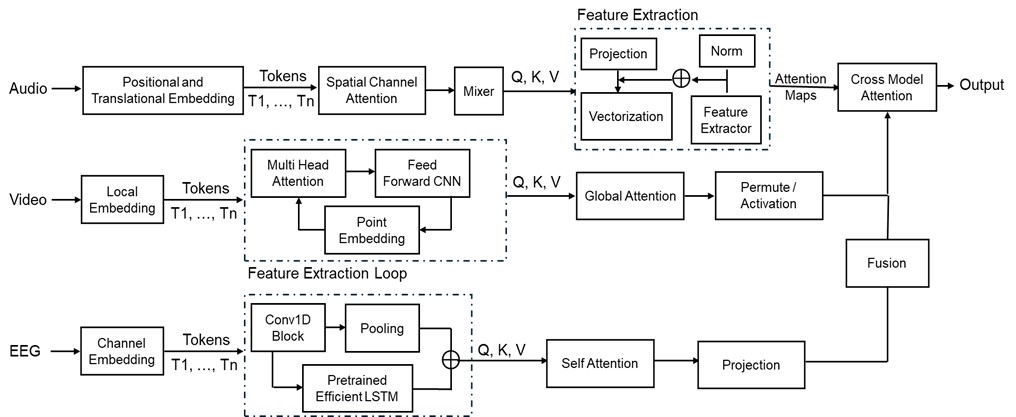 Feature Extraction
Audio
Positional and
Translational Embedding
Tokens
T1, ..., Tn
Spatial Channel
Attention
Mixer
Q, K, V
Projection
Norm
Vectorization
Feature
Extractor
Attention
Maps
Cross Model
Attention
Output
Video
Local
Embedding
Tokens
T1, ..., Tn
Multi Head
Attention
Feed
Forward CNN
Point
Embedding
Feature Extraction Loop
Q, K, V
Global Attention
Permute /
Activation
Fusion
EEG
Channel
Embedding
Tokens
T1, ..., Tn
Conv1D
Block
Pooling
Pretrained
Efficient LSTM
Q, K, V
Self Attention
Projection